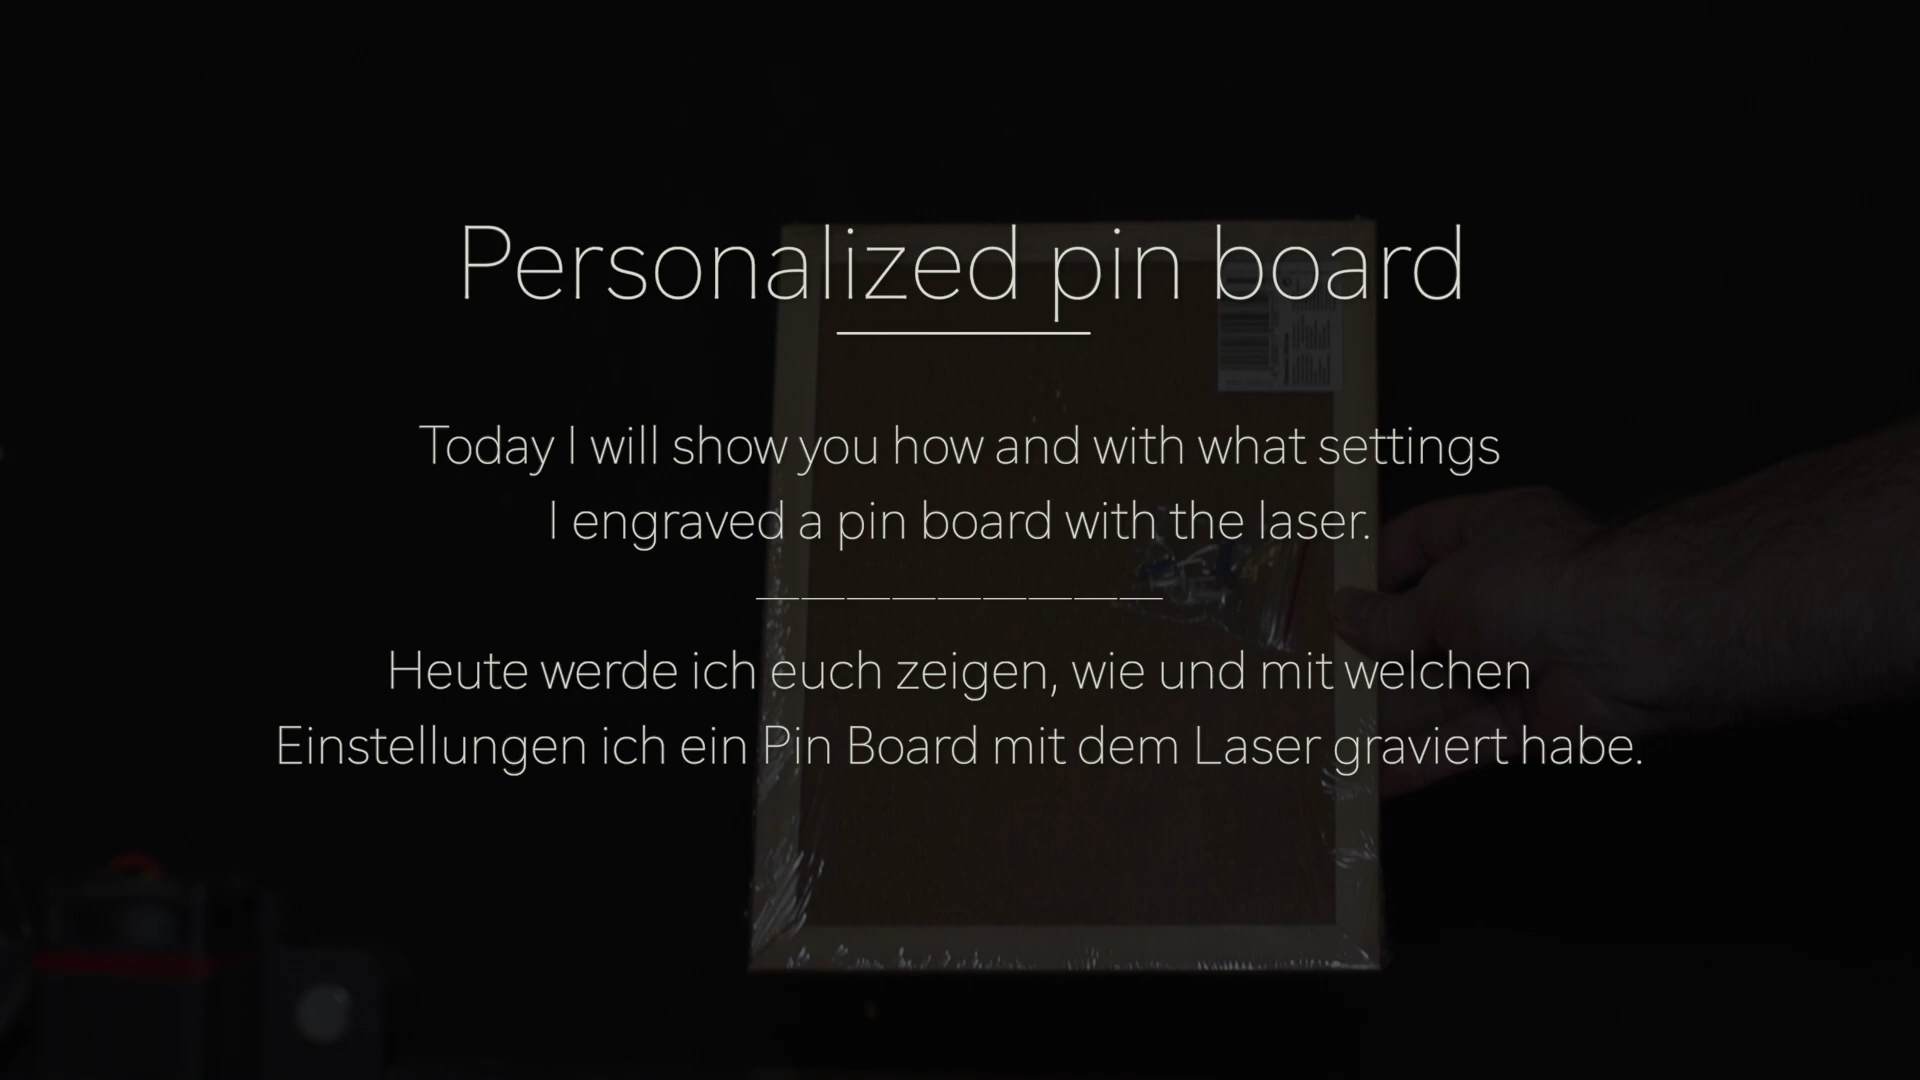 Personalized pin board
Today I will show you how and with what settings
I engraved a pin board with the laser.
Heute werde ich euch zeigen, wie und mit welchen
Einstellungen ich ein Pin Board mit dem Laser graviert habe.